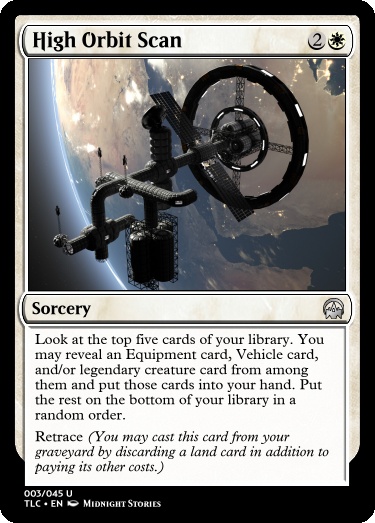 High Orbit Scan 2
Sorcery
Look at the top five cards of your library. You
may reveal an Equipment card, Vehicle card,
and/or legendary creature card from among
them and put those cards into your hand. Put
the rest on the bottom of your library in a
random order.
Retrace (You may cast this card from your
graveyard by discarding a land card in addition to
paying its other costs.)
003/045 U
TLC • EN Midnight Stories